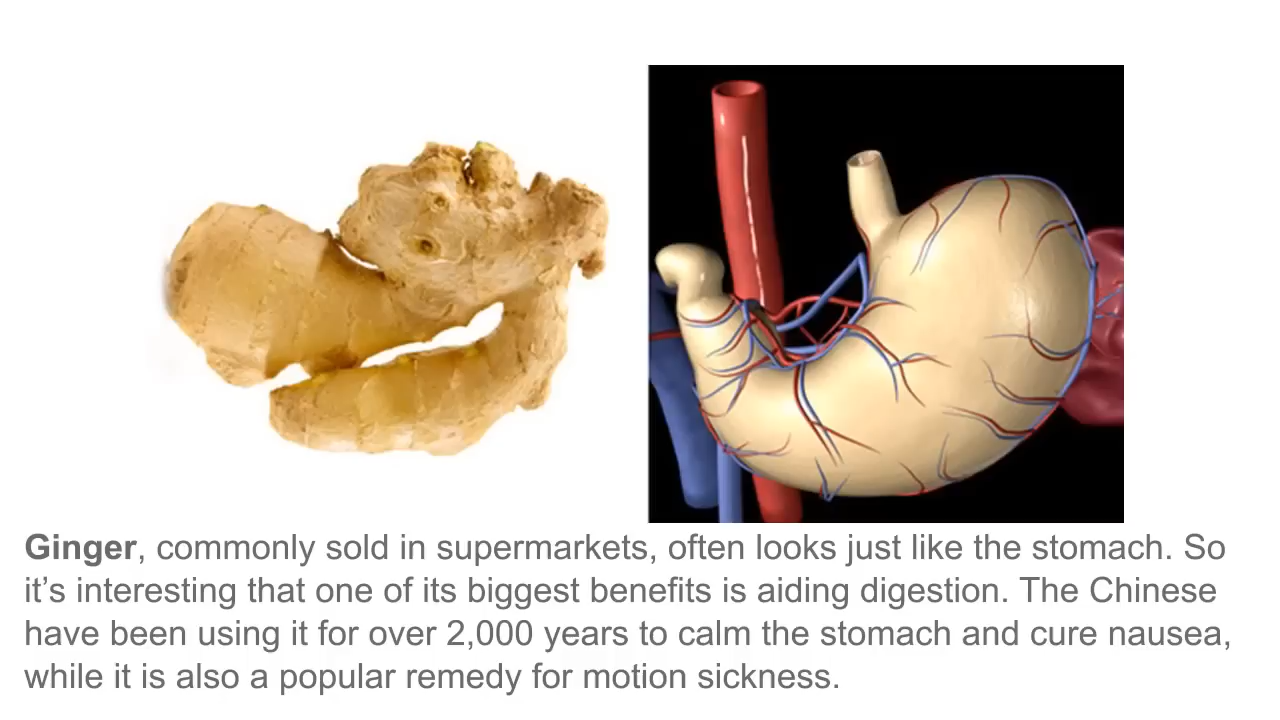 Ginger, commonly sold in supermarkets, often looks just like the stomach. So
it’s interesting that one of its biggest benefits is aiding digestion. The Chinese
have been using it for over 2,000 years to calm the stomach and cure nausea,
while it is also a popular remedy for motion sickness.